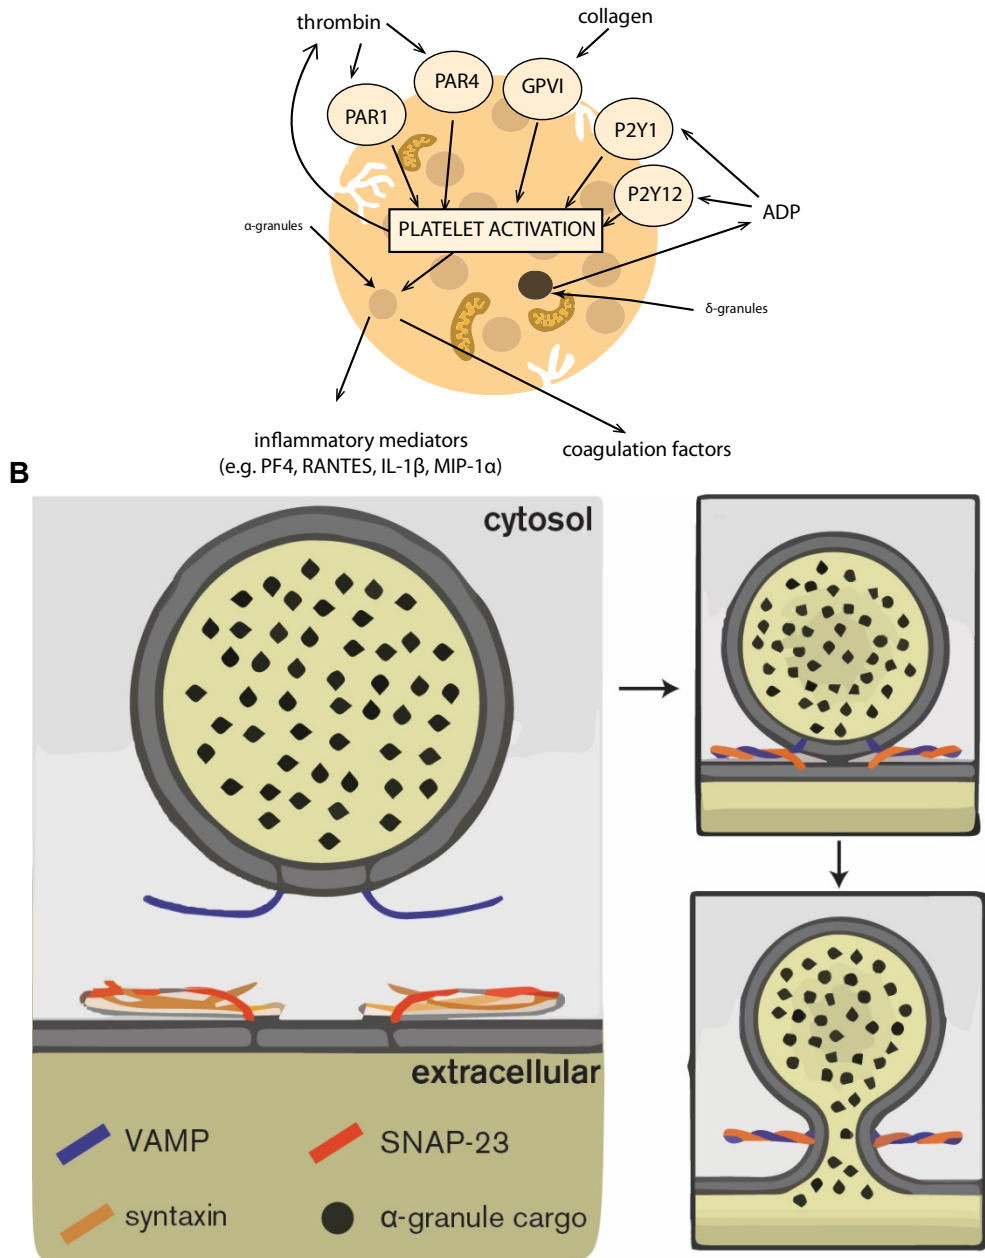 thrombin
collagen
PAR1
PAR4
GPVI
P2Y1
P2Y12
ADP
PLATELET ACTIVATION
α-granules
δ-granules
inflammatory mediators
(e.g. PF4, RANTES, IL-1β, MIP-1α)
coagulation factors
B
cytosol
extracellular
VAMP
SNAP-23
syntaxin
α-granule cargo